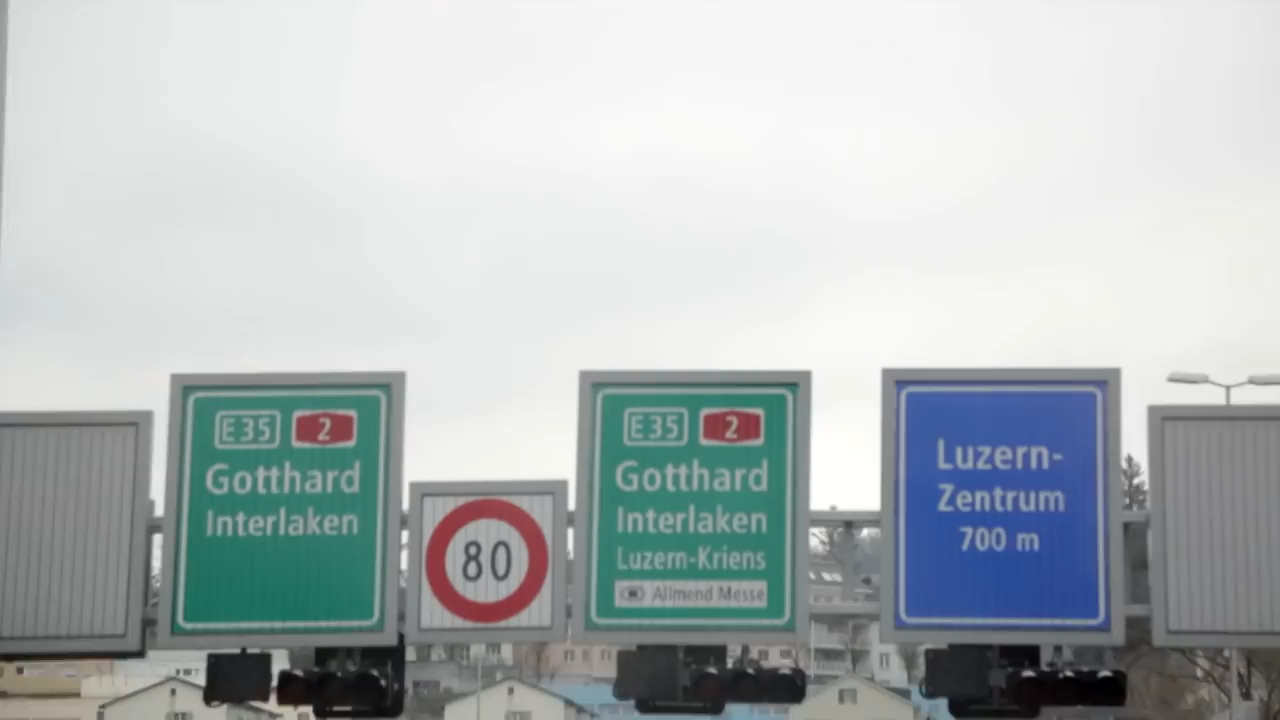 E35 2
Gotthard
Interlaken
80
E35 2
Gotthard
Interlaken
Luzern-Kriens
Allmend Messe
Luzern-
Zentrum
700 m